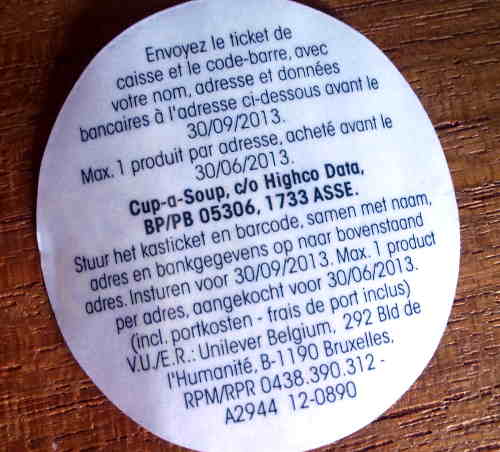 Envoyez le ticket de
caisse et le code-barre, avec
votre nom, adresse et données
bancaires à l'adresse ci-dessous avant le
30/09/2013.
Max. 1 produit par adresse, acheté avant le
30/06/2013.
Cup-a-Soup, c/o Highco Data,
BP/PB 05306, 1733 ASSE.
Stuur het kasticket en barcode, samen met naam,
adres en bankgegevens op naar bovenstaand
adres. Insturen voor 30/09/2013. Max. 1 product
per adres, aangekocht voor 30/06/2013.
(incl. portkosten - frais de port inclus)
V.U./E.R.: Unilever Belgium, 292 Bld de
l'Humanité, B-1190 Bruxelles,
RPM/RPR 0438.390.312 -
A2944 12-0890